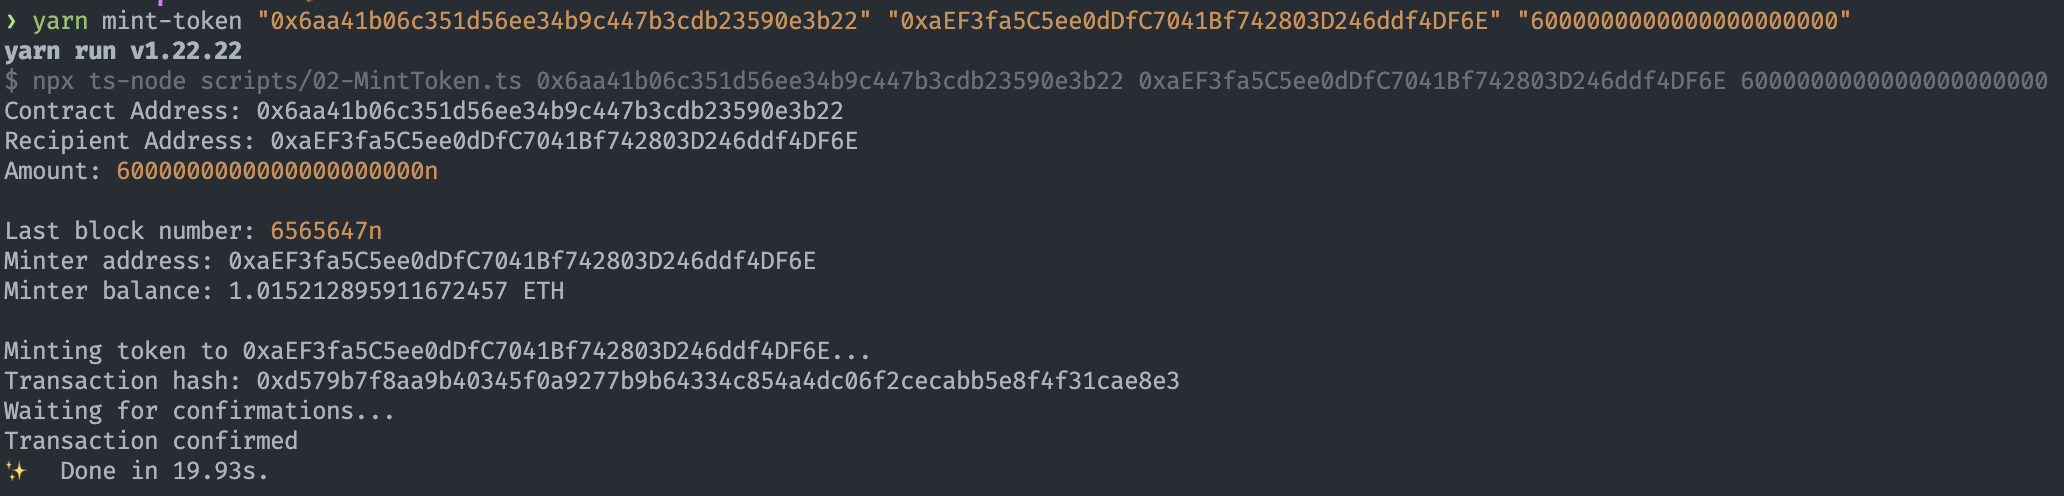 ❯ yarn mint-token "0x6aa41b06c351d56ee34b9c447b3cdb23590e3b22" "0xaEF3fa5C5ee0dDfC7041Bf742803D246ddf4DF6E" "6000000000000000000000"
yarn run v1.22.22
$ npx ts-node scripts/02-MintToken.ts 0x6aa41b06c351d56ee34b9c447b3cdb23590e3b22 0xaEF3fa5C5ee0dDfC7041Bf742803D246ddf4DF6E 6000000000000000000000
Contract Address: 0x6aa41b06c351d56ee34b9c447b3cdb23590e3b22
Recipient Address: 0xaEF3fa5C5ee0dDfC7041Bf742803D246ddf4DF6E
Amount: 6000000000000000000000n
Last block number: 6565647n
Minter address: 0xaEF3fa5C5ee0dDfC7041Bf742803D246ddf4DF6E
Minter balance: 1.015212895911672457 ETH
Minting token to 0xaEF3fa5C5ee0dDfC7041Bf742803D246ddf4DF6E...
Transaction hash: 0xd579b7f8aa9b40345f0a9277b9b64334c854a4dc06f2cecabb5e8f4f31cae8e3
Waiting for confirmations...
Transaction confirmed
✨ Done in 19.93s.